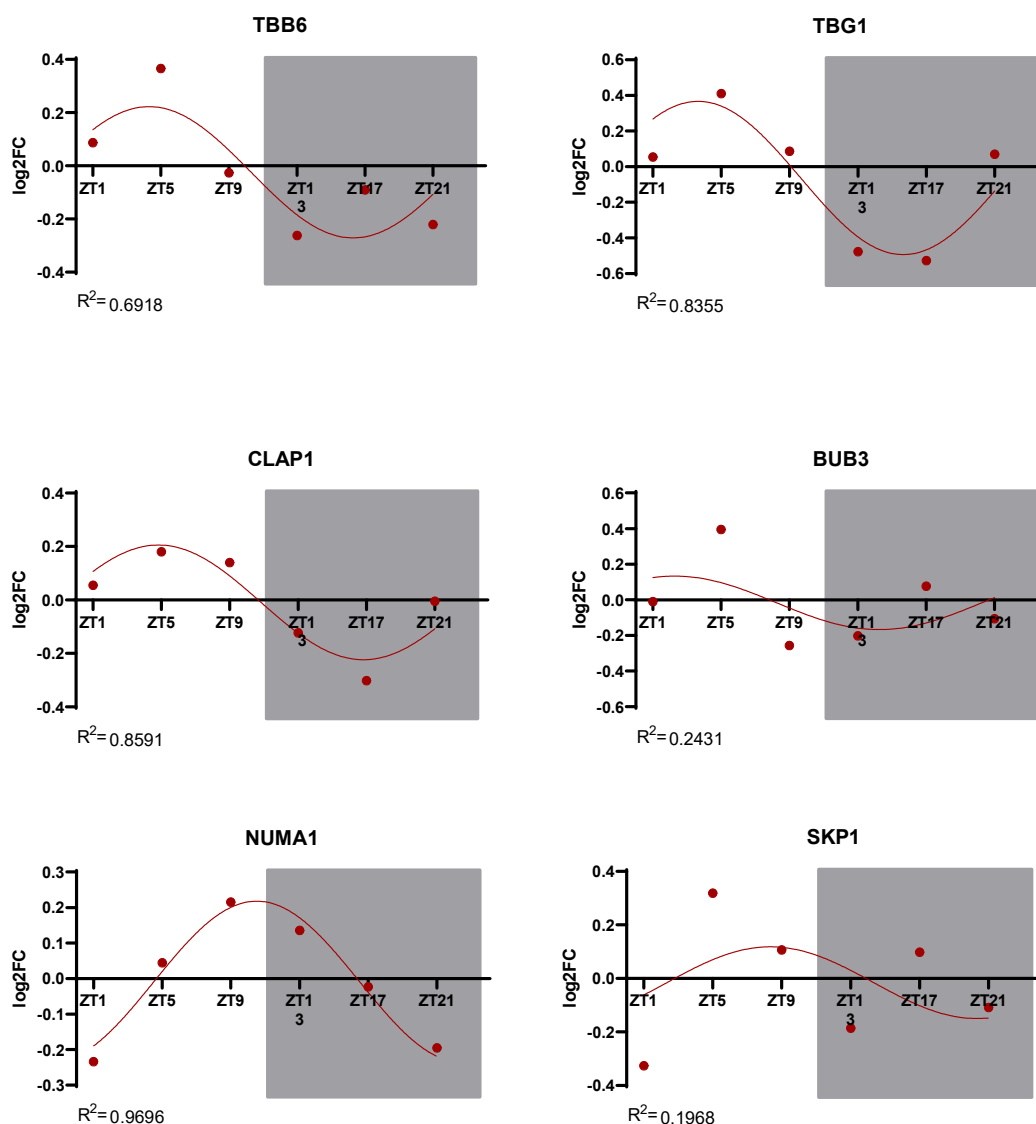 TBB6
0.4
0.2
0.0
-0.2
-0.4
log2FC
ZT1
ZT5
ZT9
ZT1
3
ZT17
ZT21
R²= 0.6918
TBG1
0.6
0.4
0.2
0.0
-0.2
-0.4
-0.6
log2FC
ZT1
ZT5
ZT9
ZT1
3
ZT17
ZT21
R²= 0.8355
CLAP1
0.4
0.2
0.0
-0.2
-0.4
log2FC
ZT1
ZT5
ZT9
ZT1
3
ZT17
ZT21
R²= 0.8591
BUB3
0.6
0.4
0.2
0.0
-0.2
-0.4
-0.6
log2FC
ZT1
ZT5
ZT9
ZT1
3
ZT17
ZT21
R²= 0.2431
NUMA1
0.3
0.2
0.1
0.0
-0.1
-0.2
-0.3
log2FC
ZT1
ZT5
ZT9
ZT1
3
ZT17
ZT21
R²= 0.9696
SKP1
0.4
0.2
0.0
-0.2
-0.4
log2FC
ZT1
ZT5
ZT9
ZT1
3
ZT17
ZT21
R²= 0.1968